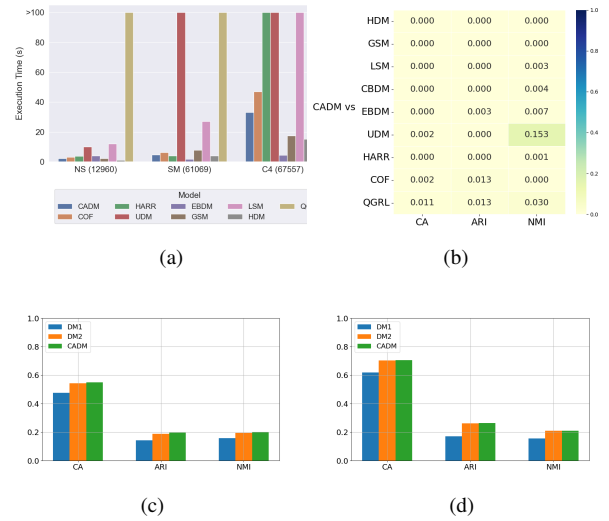 >100
80
60
40
20
0
Execution Time (s)
NS (12960) SM (61069) C4 (67557)
Model
CADM HARR EBDM LSM QG
COF UDM GSM HDM
(a)
CADM vs
HDM 0.000 0.000 0.000
GSM 0.000 0.000 0.000
LSM 0.000 0.000 0.003
CBDM 0.000 0.000 0.004
EBDM 0.000 0.003 0.007
UDM 0.002 0.000 0.153
HARR 0.000 0.000 0.001
COF 0.002 0.013 0.000
QGRL 0.011 0.013 0.030
CA ARI NMI
1.0
0.8
0.6
0.4
0.2
0.0
(b)
1.0
0.8
0.6
0.4
0.2
0.0
DM1
DM2
CADM
CA ARI NMI
(c)
1.0
0.8
0.6
0.4
0.2
0.0
DM1
DM2
CADM
CA ARI NMI
(d)